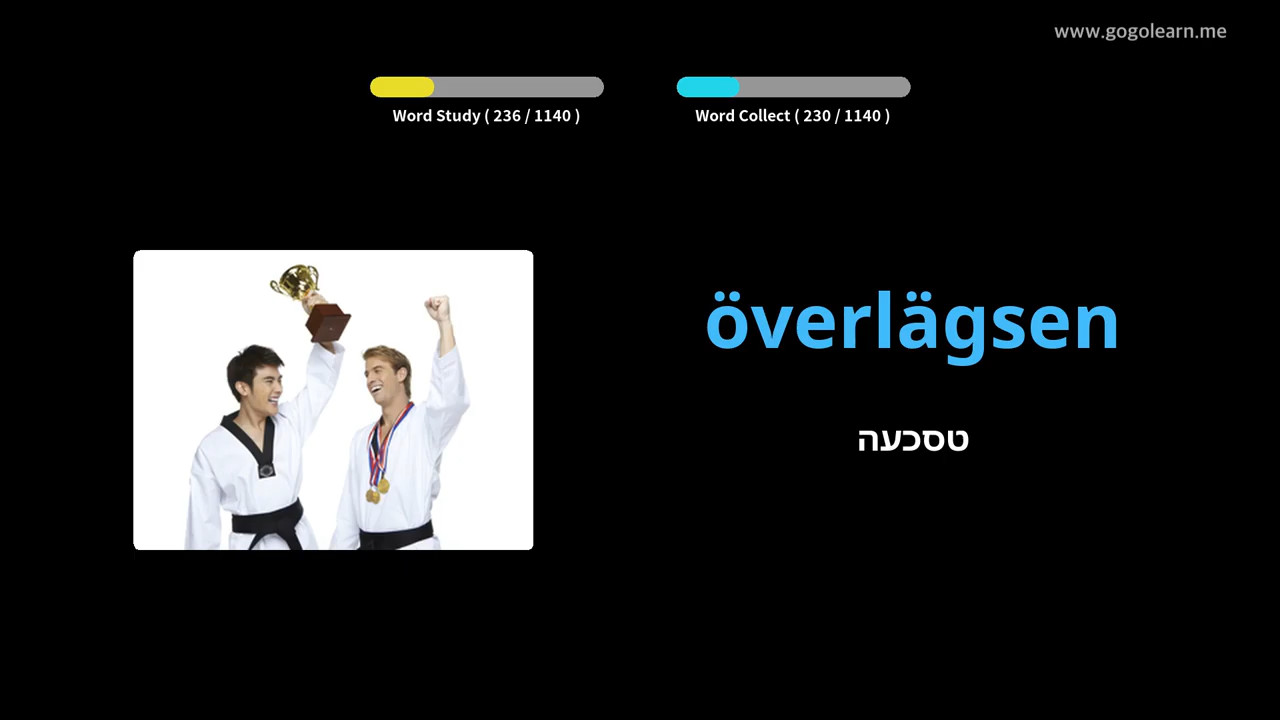 www.gogolearn.me
Word Study ( 236 / 1140 )
Word Collect ( 230 / 1140 )
överlägsen
טסכעה